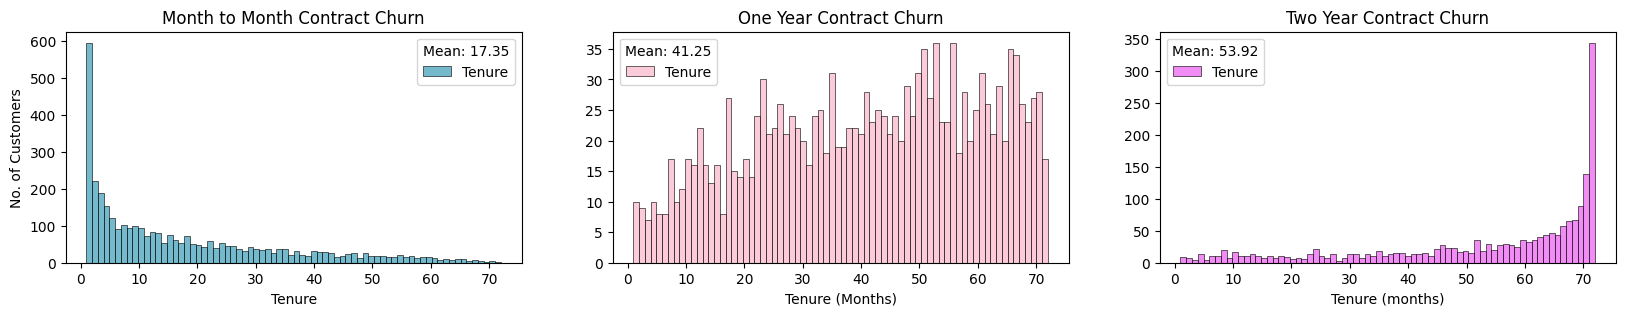 Month to Month Contract Churn
Mean: 17.35
Tenure
No. of Customers
600
500
400
300
200
100
0
0 10 20 30 40 50 60 70
Tenure
One Year Contract Churn
Mean: 41.25
Tenure
35
30
25
20
15
10
5
0
0 10 20 30 40 50 60 70
Tenure (Months)
Two Year Contract Churn
Mean: 53.92
Tenure
350
300
250
200
150
100
50
0
0 10 20 30 40 50 60 70
Tenure (months)